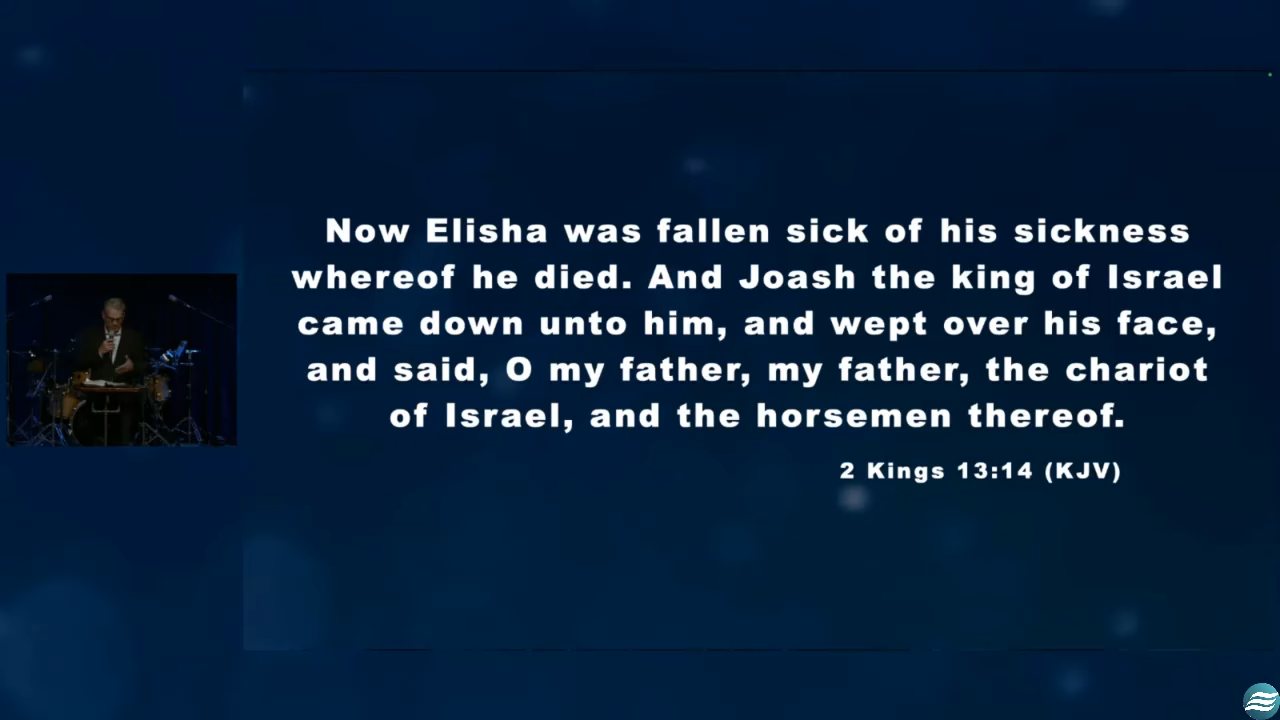 Now Elisha was fallen sick of his sickness
whereof he died. And Joash the king of Israel
came down unto him, and wept over his face,
and said, O my father, my father, the chariot
of Israel, and the horsemen thereof.
2 Kings 13:14 (KJV)